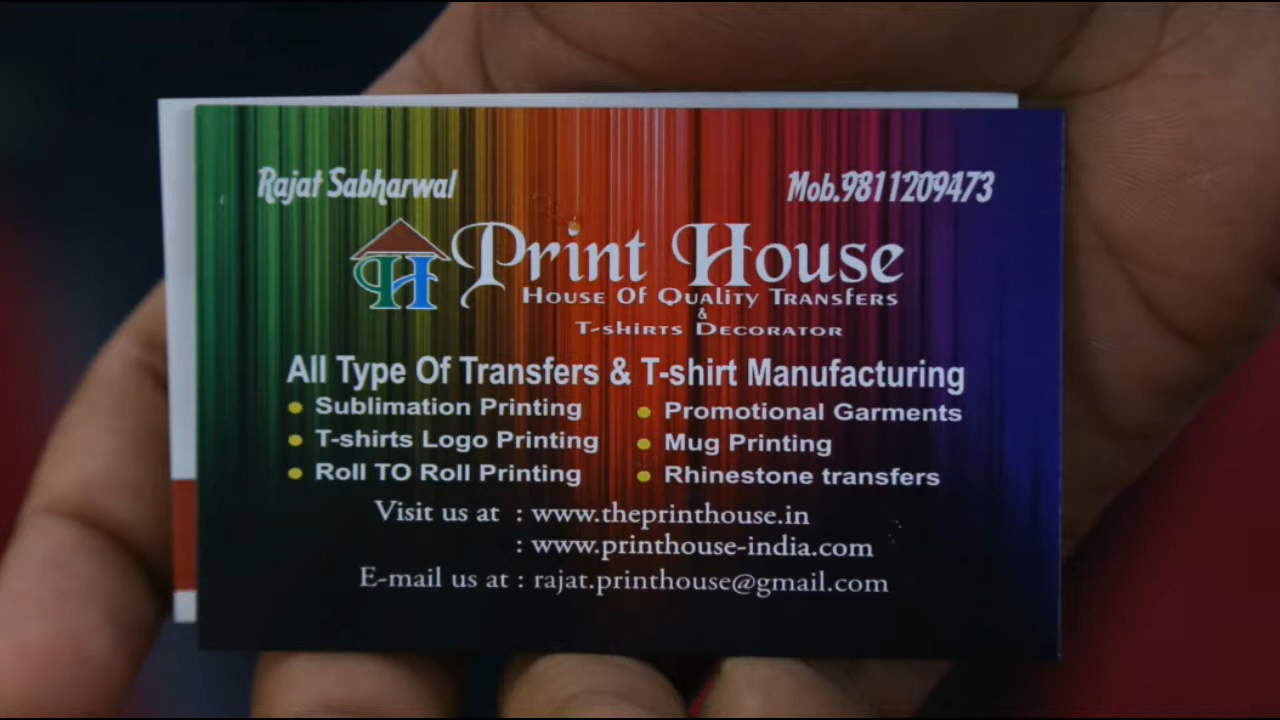 Rajat Sabharwal Mob.9811209473
Print House
House Of Quality Transfers
&
T-shirts Decorator
All Type Of Transfers & T-shirt Manufacturing
• Sublimation Printing • Promotional Garments
• T-shirts Logo Printing • Mug Printing
• Roll TO Roll Printing • Rhinestone transfers
Visit us at : www.theprinthouse.in
: www.printhouse-india.com
E-mail us at : rajat.printhouse@gmail.com